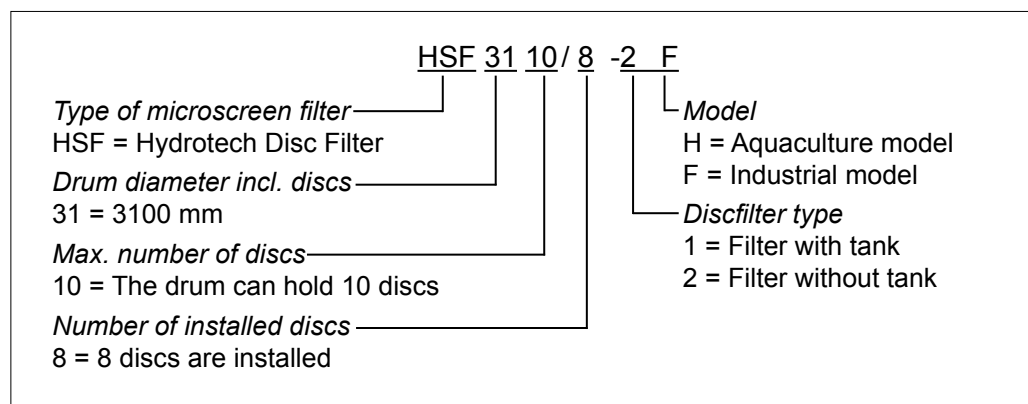 HSF 31 10 / 8 -2 F
Type of microscreen filter
HSF = Hydrotech Disc Filter
Drum diameter incl. discs
31 = 3100 mm
Max. number of discs
10 = The drum can hold 10 discs
Number of installed discs
8 = 8 discs are installed
Model
H = Aquaculture model
F = Industrial model
Discfilter type
1 = Filter with tank
2 = Filter without tank